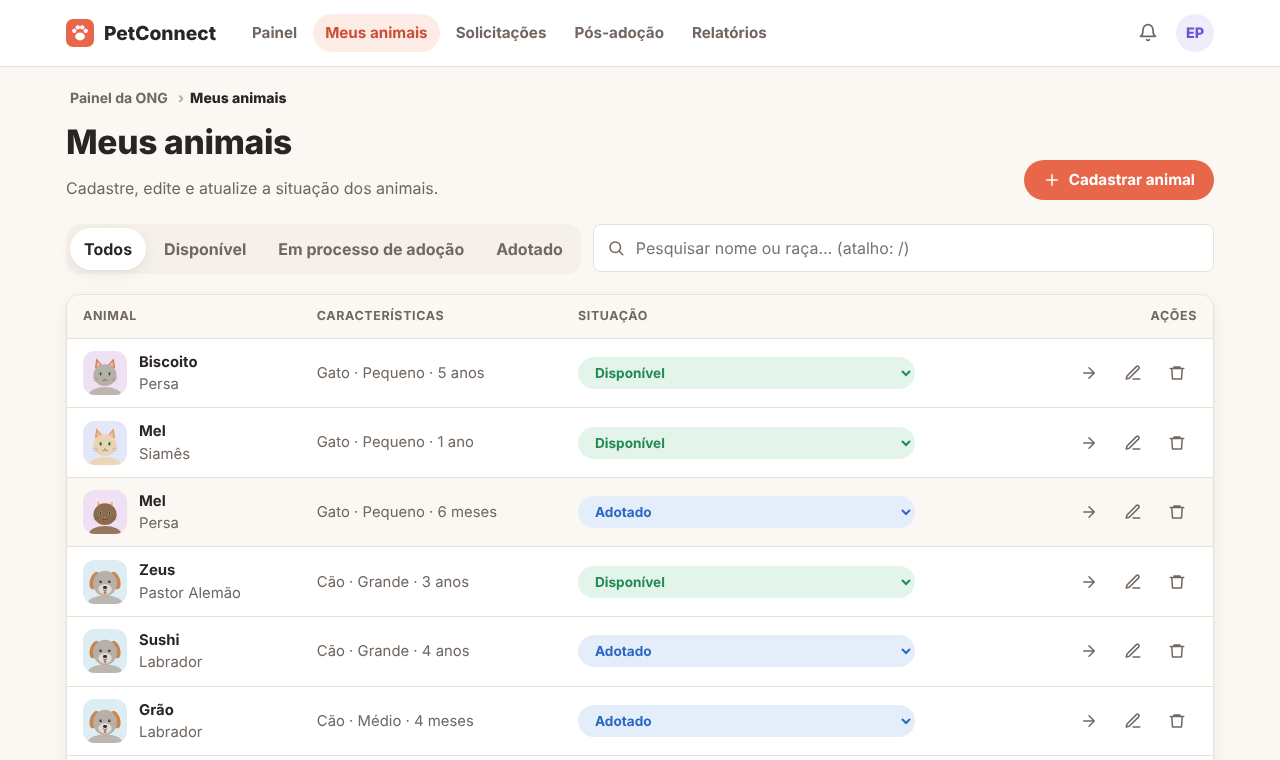 PetConnect Painel Meus animais Solicitações Pós-adoção Relatórios EP
Painel da ONG › Meus animais
Meus animais
Cadastre, edite e atualize a situação dos animais.
Cadastrar animal
Todos Disponível Em processo de adoção Adotado Pesquisar nome ou raça... (atalho: /)
ANIMAL CARACTERÍSTICAS SITUAÇÃO AÇÕES
Biscoito
Persa
Gato · Pequeno · 5 anos Disponível
Mel
Siamês
Gato · Pequeno · 1 ano Disponível
Mel
Persa
Gato · Pequeno · 6 meses Adotado
Zeus
Pastor Alemão
Cão · Grande · 3 anos Disponível
Sushi
Labrador
Cão · Grande · 4 anos Adotado
Grão
Labrador
Cão · Médio · 4 meses Adotado